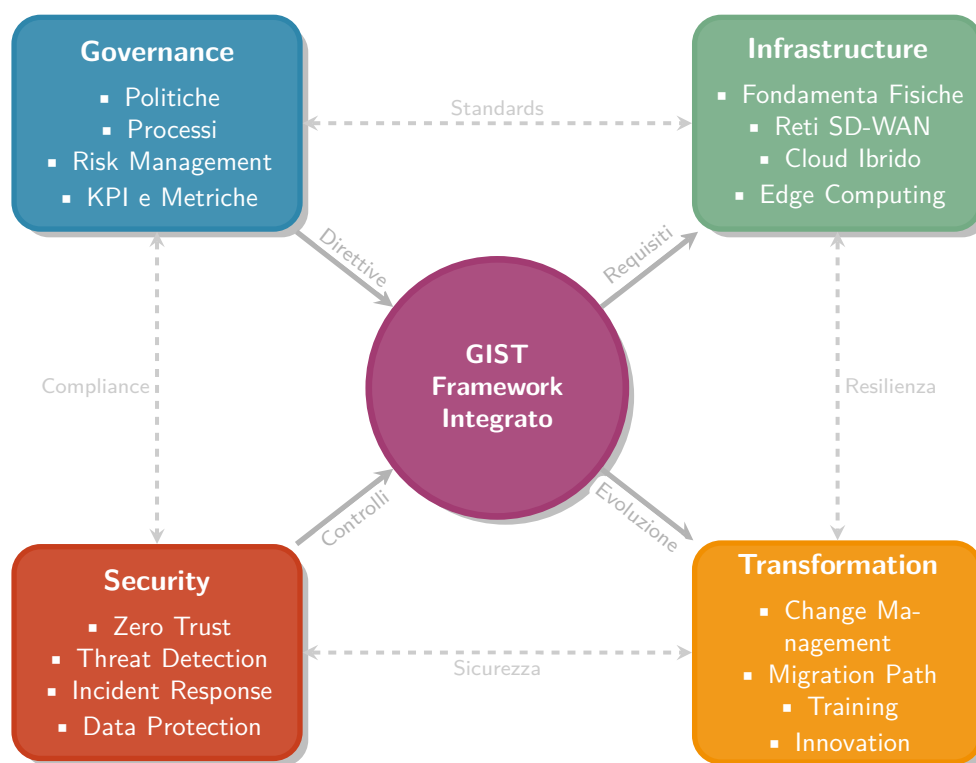 Governance
▪ Politiche
▪ Processi
▪ Risk Management
▪ KPI e Metriche
Standards
Infrastructure
▪ Fondamenta Fisiche
▪ Reti SD-WAN
▪ Cloud Ibrido
▪ Edge Computing
Direttive
Requisiti
Compliance
GIST
Framework
Integrato
Resilienza
Controlli
Evoluzione
Security
▪ Zero Trust
▪ Threat Detection
▪ Incident Response
▪ Data Protection
Sicurezza
Transformation
▪ Change Ma-
nagement
▪ Migration Path
▪ Training
▪ Innovation